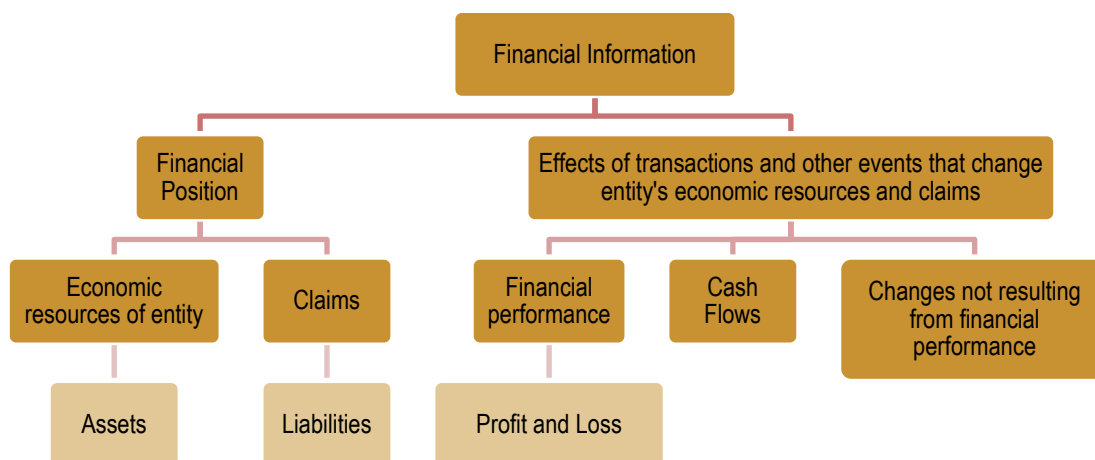 Financial Information
Financial
Position
Effects of transactions and other events that change
entity's economic resources and claims
Economic
resources of entity
Claims
Financial
performance
Cash
Flows
Changes not resulting
from financial
performance
Assets
Liabilities
Profit and Loss